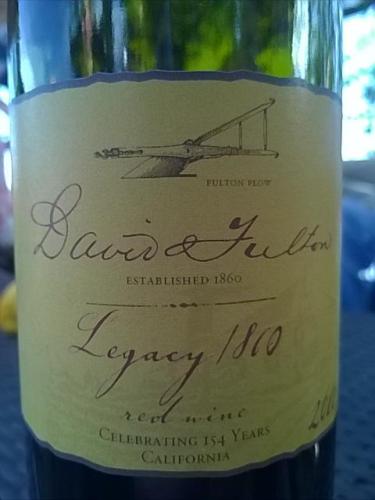 FULTON PLOW
David Fulton
ESTABLISHED 1860
Legacy 1860
red wine
CELEBRATING 154 YEARS
CALIFORNIA